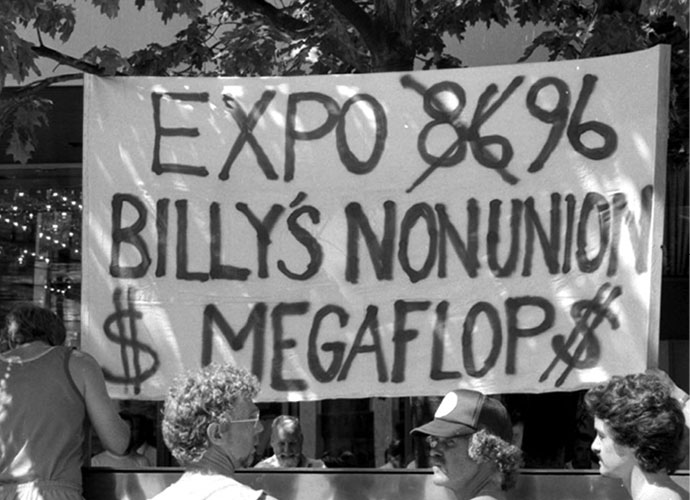 EXPO 86 96
BILLY'S NONUNION
$ MEGAFLOP $